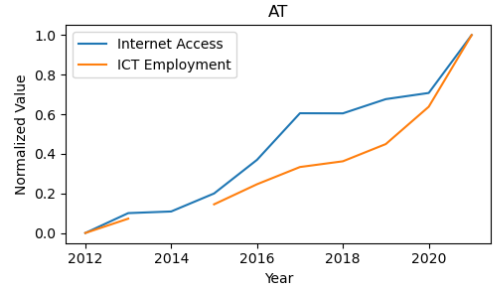 AT
Internet Access
ICT Employment
Normalized Value
1.0
0.8
0.6
0.4
0.2
0.0
2012 2014 2016 2018 2020
Year